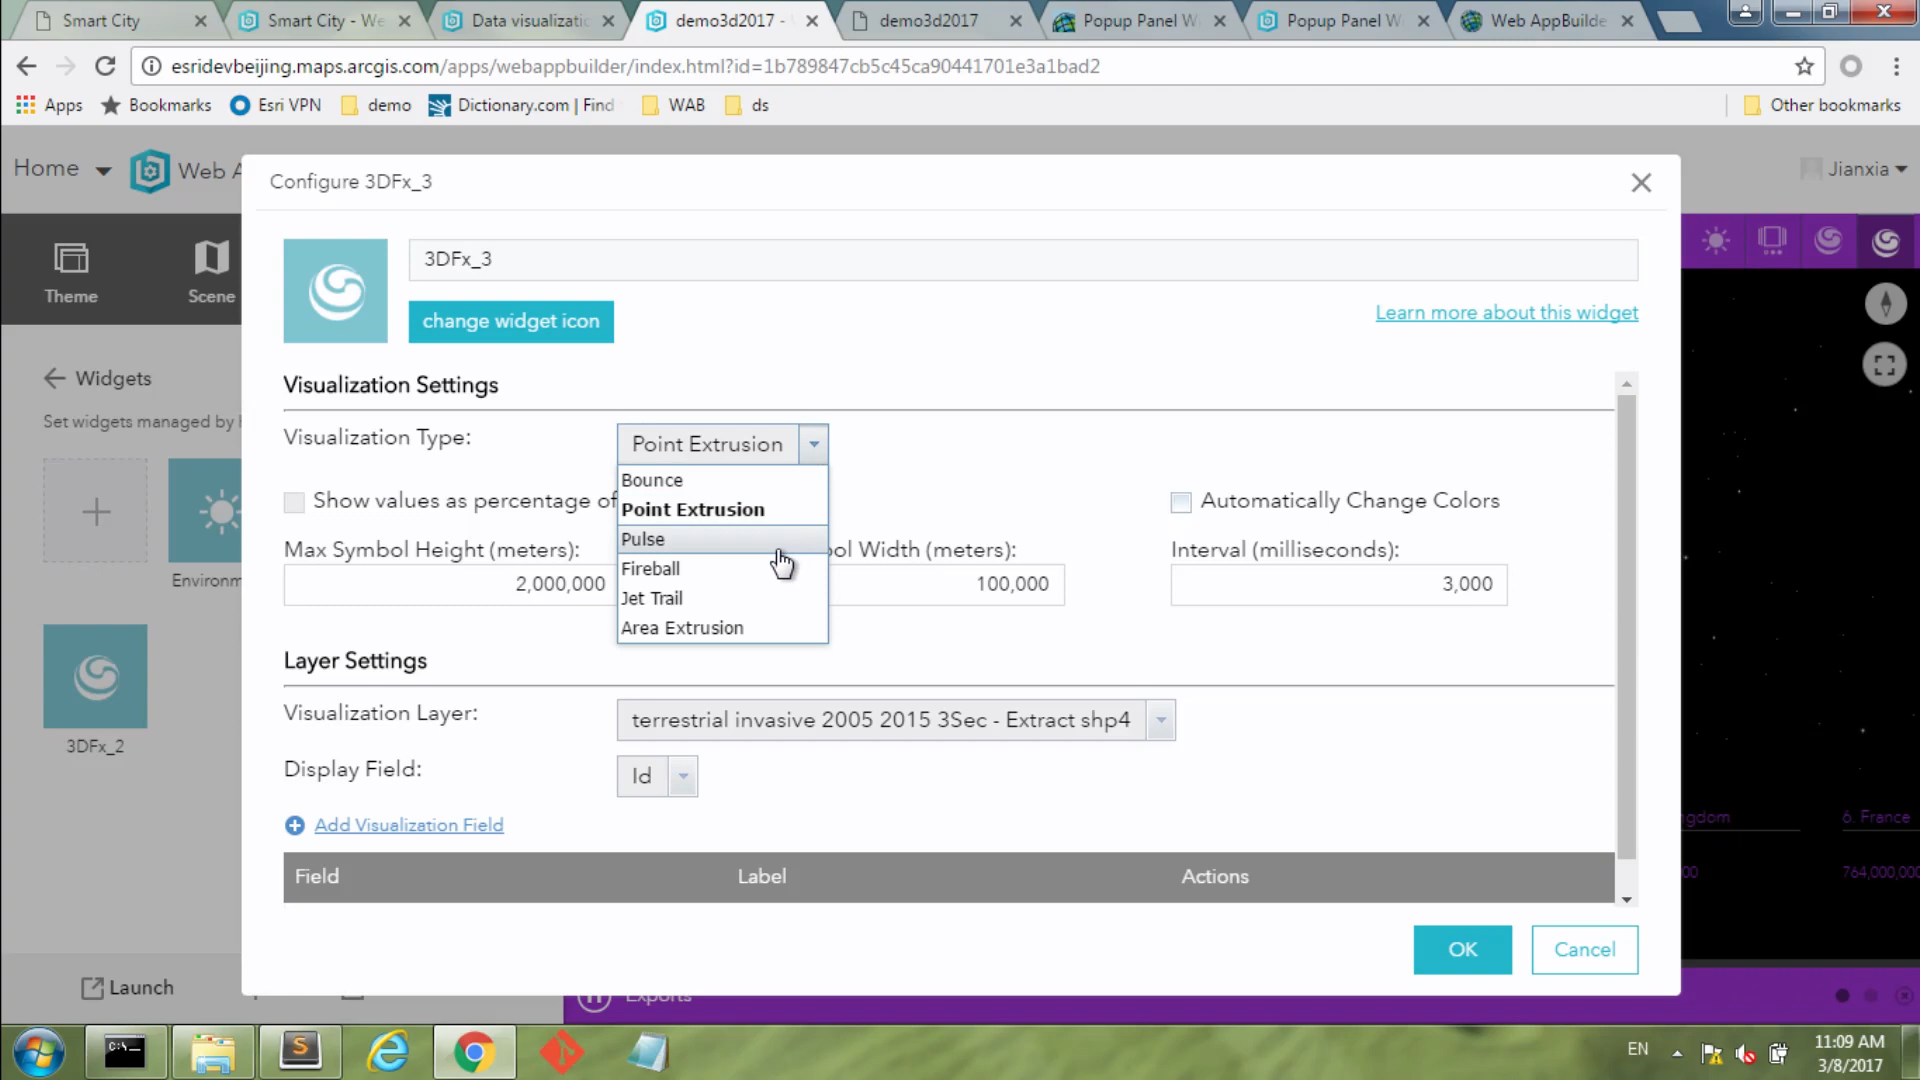 Smart City
Smart City - We
Data visualizatio
demo3d2017 -
demo3d2017
Popup Panel W
Popup Panel W
Web AppBuilde
esridevbeijing.maps.arcgis.com/apps/webappbuilder/index.html?id=1b789847cb5c45ca90441701e3a1bad2
Apps
Bookmarks
Esri VPN
demo
Dictionary.com | Find
WAB
ds
Other bookmarks
Home
Web A
Jianxia
Configure 3DFx_3
Theme
Scene
3DFx_3
change widget icon
Learn more about this widget
Widgets
Set widgets managed by
Visualization Settings
Visualization Type:
Point Extrusion
Bounce
Point Extrusion
Pulse
Fireball
Jet Trail
Area Extrusion
Show values as percentage of
Automatically Change Colors
Max Symbol Height (meters):
ol Width (meters):
Interval (milliseconds):
2,000,000
100,000
3,000
Environm
3DFx_2
Layer Settings
Visualization Layer:
terrestrial invasive 2005 2015 3Sec - Extract shp4
Display Field:
Id
Add Visualization Field
Field
Label
Actions
ngdom
6. France
00
764,000,00
OK
Cancel
Launch
Exports
C:\-
EN
11:09 AM
3/8/2017